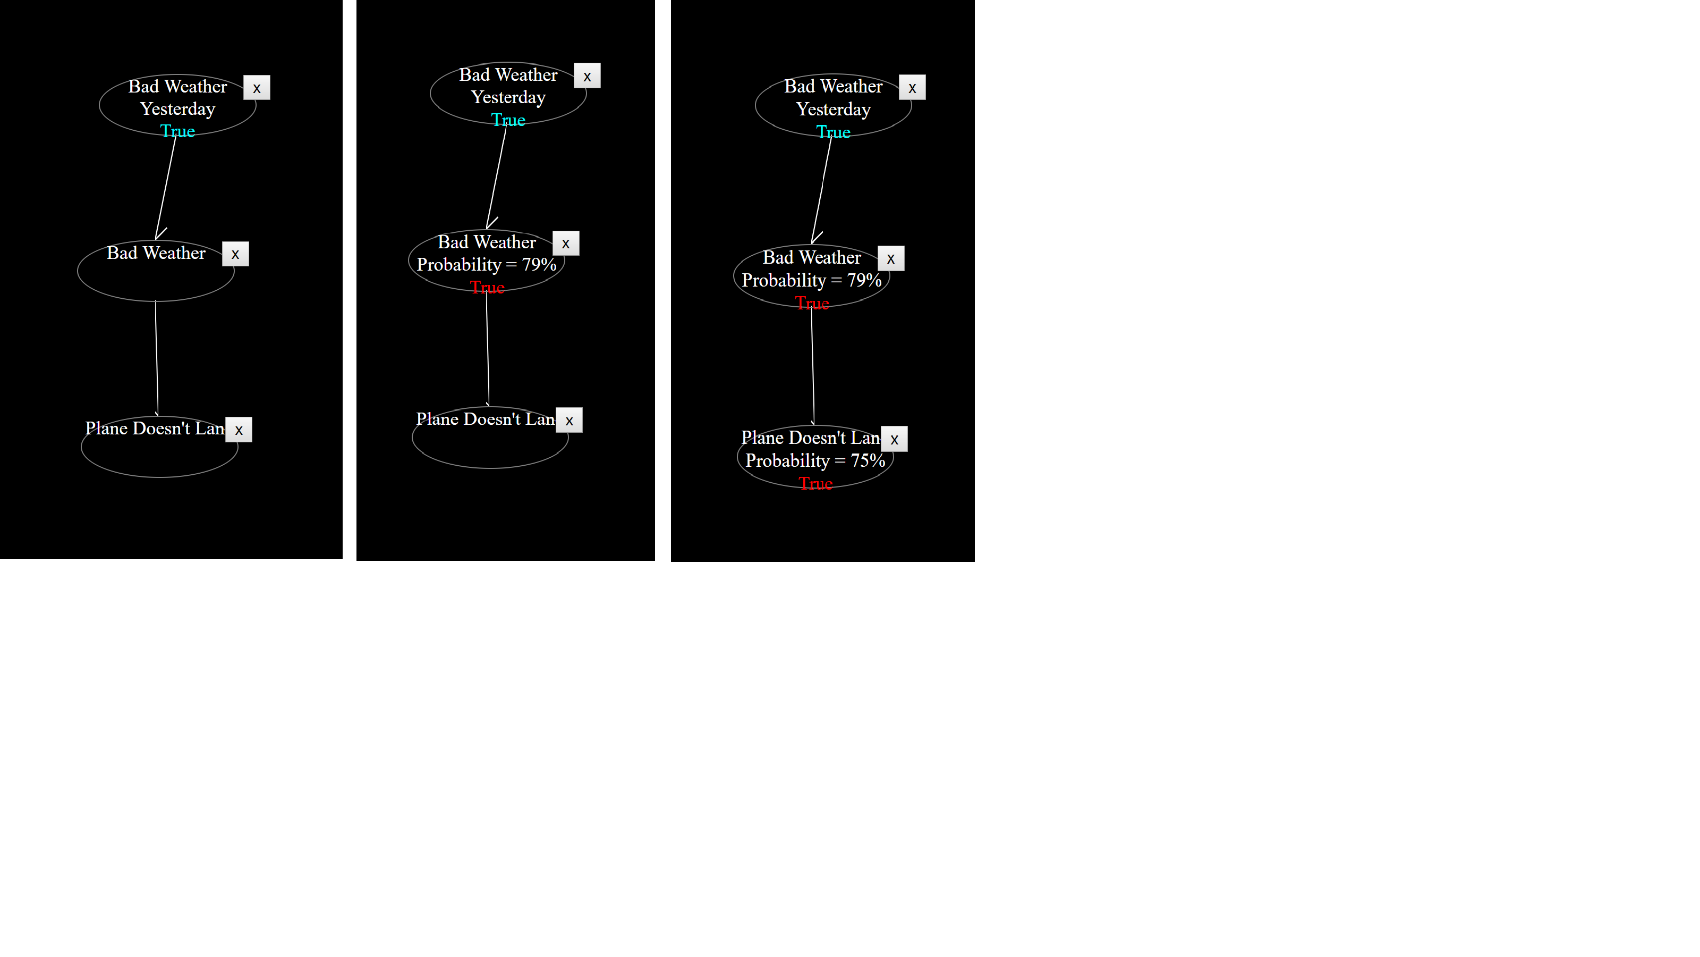 Bad Weather
Yesterday
True
x
Bad Weather
x
Plane Doesn't Lan
x
Bad Weather
Yesterday
True
x
Bad Weather
Probability = 79%
True
x
Plane Doesn't Lan
x
Bad Weather
Yesterday
True
x
Bad Weather
Probability = 79%
True
x
Plane Doesn't Lan
Probability = 75%
True
x